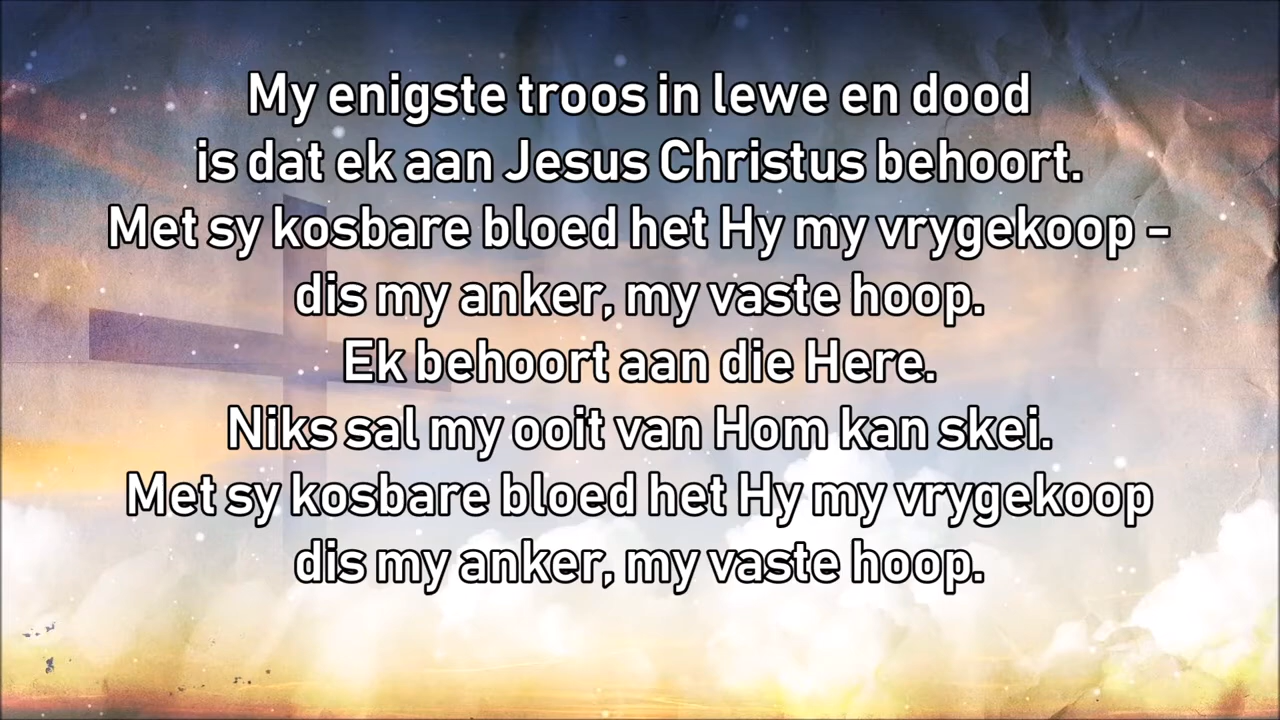 My enigste troos in lewe en dood
is dat ek aan Jesus Christus behoort.
Met sy kosbare bloed het Hy my vrygekoop –
dis my anker, my vaste hoop.
Ek behoort aan die Here.
Niks sal my ooit van Hom kan skei.
Met sy kosbare bloed het Hy my vrygekoop
dis my anker, my vaste hoop.